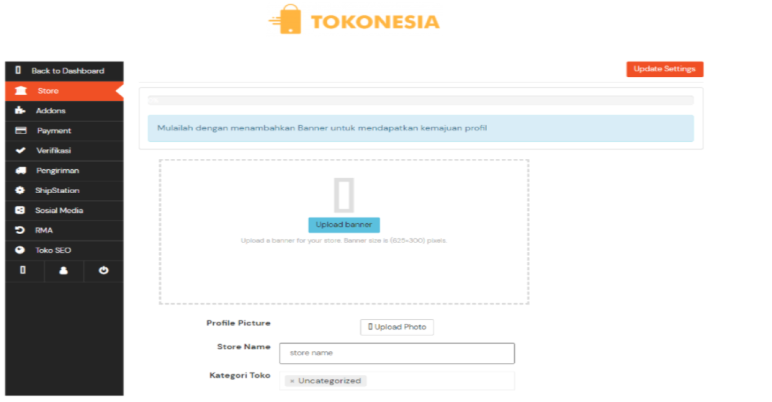 TOKONESIA
Back to Dashboard
Update Settings
Store
Addons
Payment
Mulailah dengan menambahkan Banner untuk mendapatkan kemajuan profil
Verifikasi
Pengiriman
ShipStation
Sosial Media
RMA
Toko SEO
Upload banner
Upload a banner for your store. Banner size is (825x300) pixels.
Profile Picture
Upload Photo
Store Name
store name
Kategori Toko
× Uncategorized